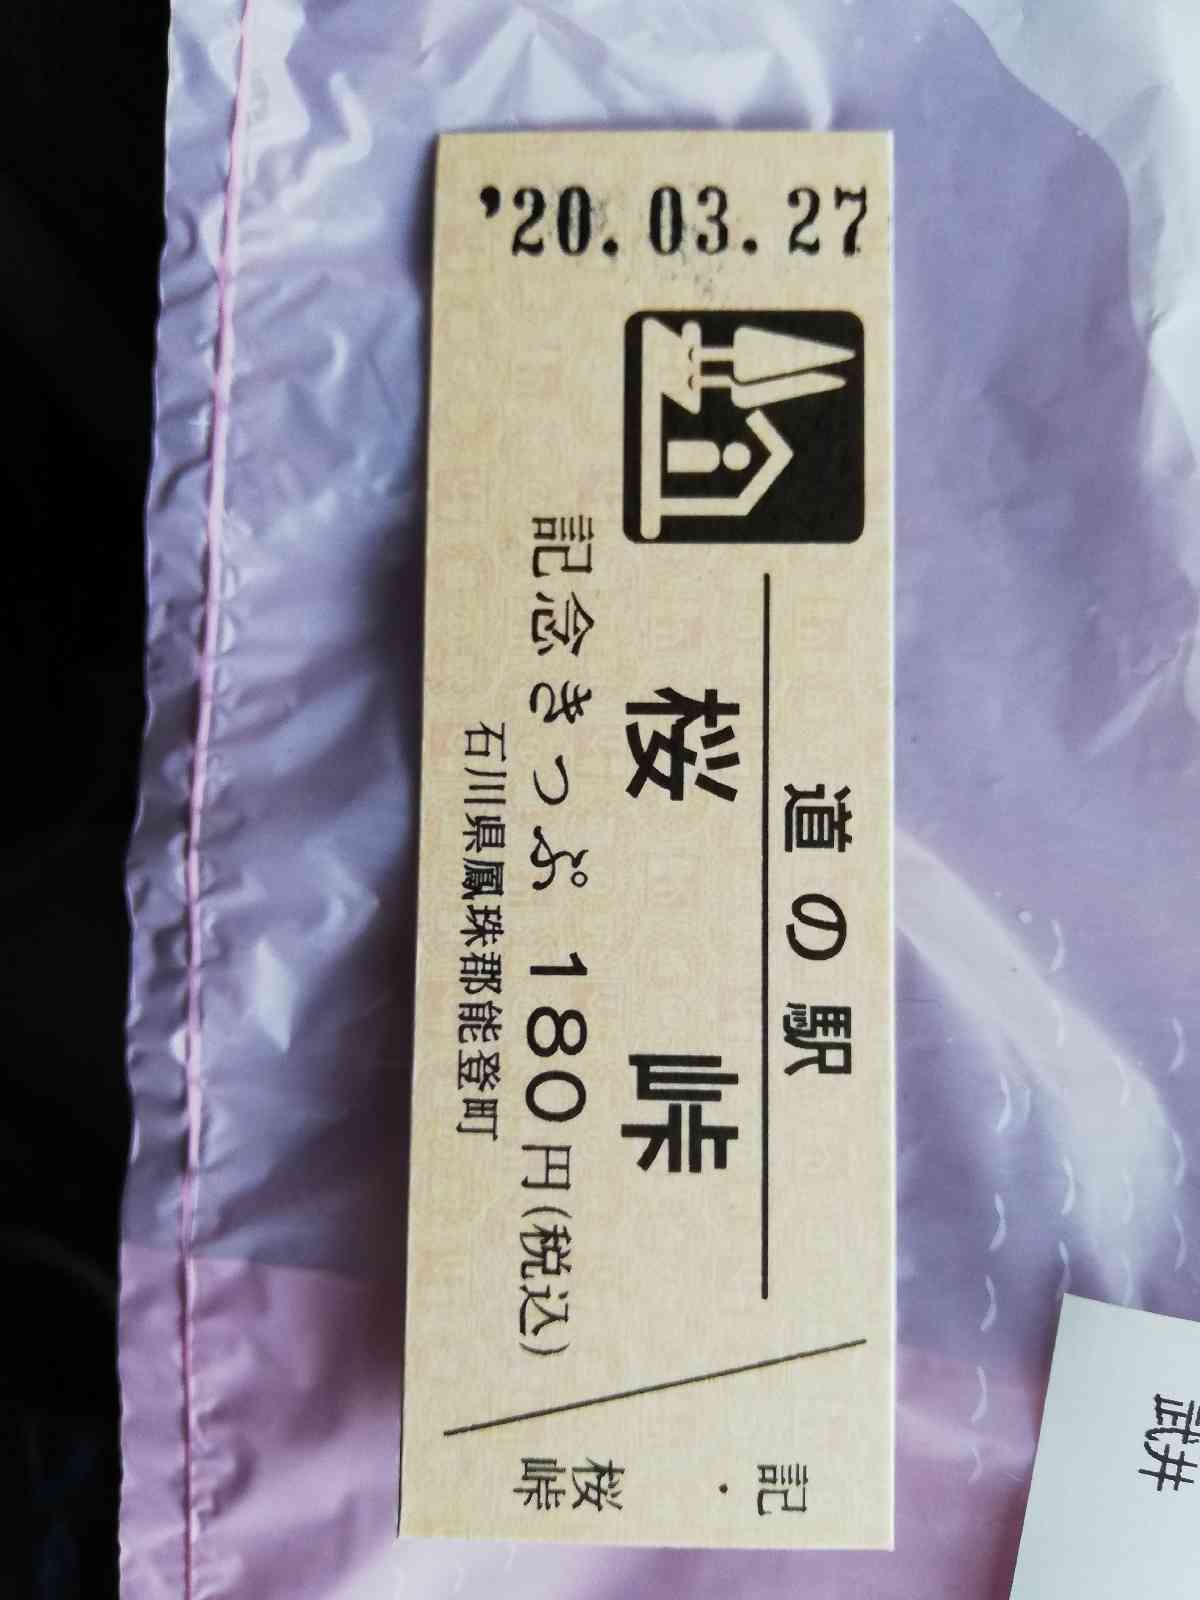 '20.03.27
道の駅
桜峠
記念きっぷ 180円(税込)
石川県鳳珠郡能登町
記・
桜峠
武井